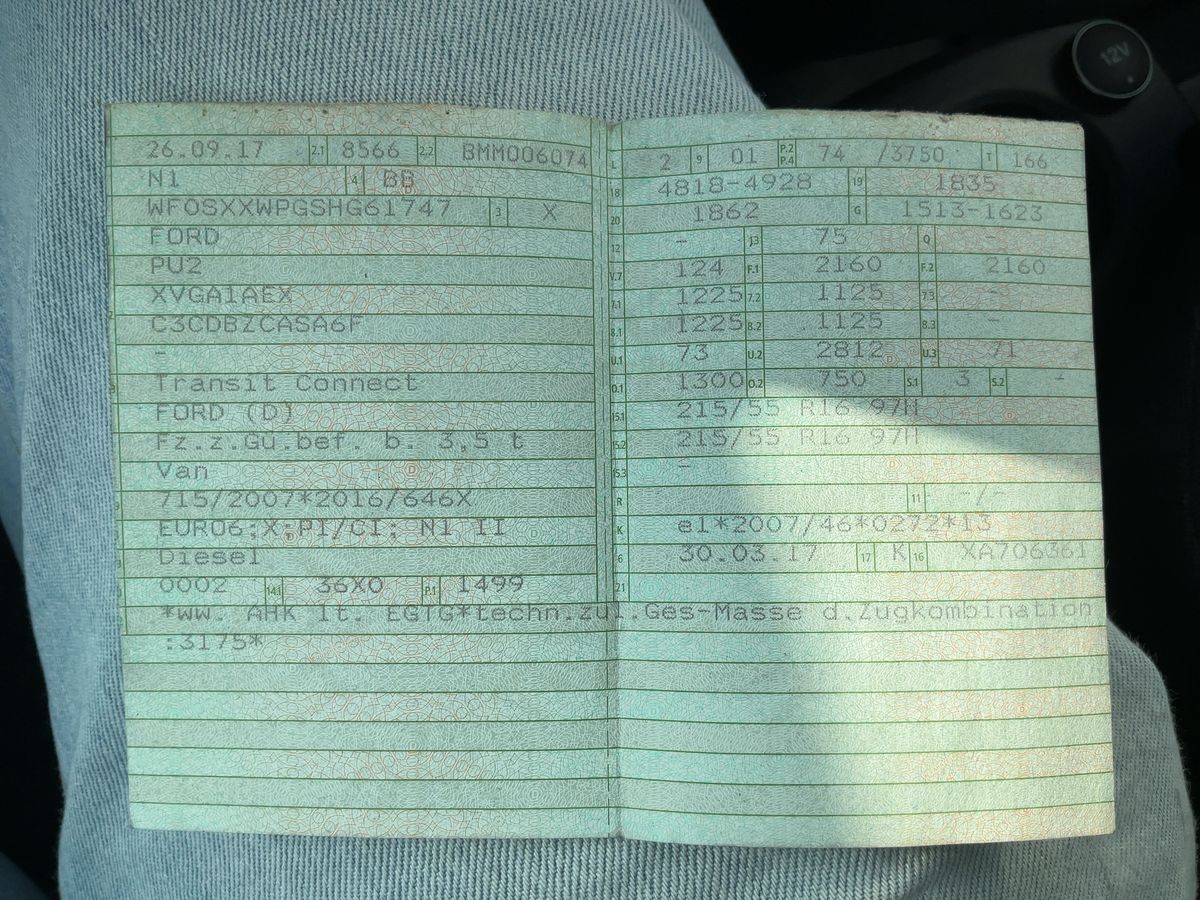 26.09.17 2.1 8566 2.2 BMM006074
N1 4 BB
WF0SXXWPGSHG61747 3 X
FORD
PU2
XVGA1AEX
C3CDBZCASA6F
-
Transit Connect
FORD (D)
Fz.z.Gü.bef. b. 3,5 t
Van
715/2007*2016/646X
EURO6;X;PI/CI; N1 II
Diesel
0002 14.1 36X0 P.1 1499
*ww. AHK lt. EGTG*techn.zul.Ges-Masse d.Zugkombination
:3175*
L 2 9 01 P.2 P.4 74 /3750 T 166
18 4818-4928 19 1835
20 1862 G 1513-1623
12 - 13 75 Q -
V.7 124 F.1 2160 F.2 2160
7.1 1225 7.2 1125 7.3 -
8.1 1225 8.2 1125 8.3 -
U.1 73 U.2 2812 U.3 71
O.1 1300 O.2 750 S.1 3 S.2 -
15.1 215/55 R16 97H
15.2 215/55 R16 97H
15.3 -
R 11 -/-
K e1*2007/46*0272*13
6 30.03.17 17 K 16 XA706361
21
12V